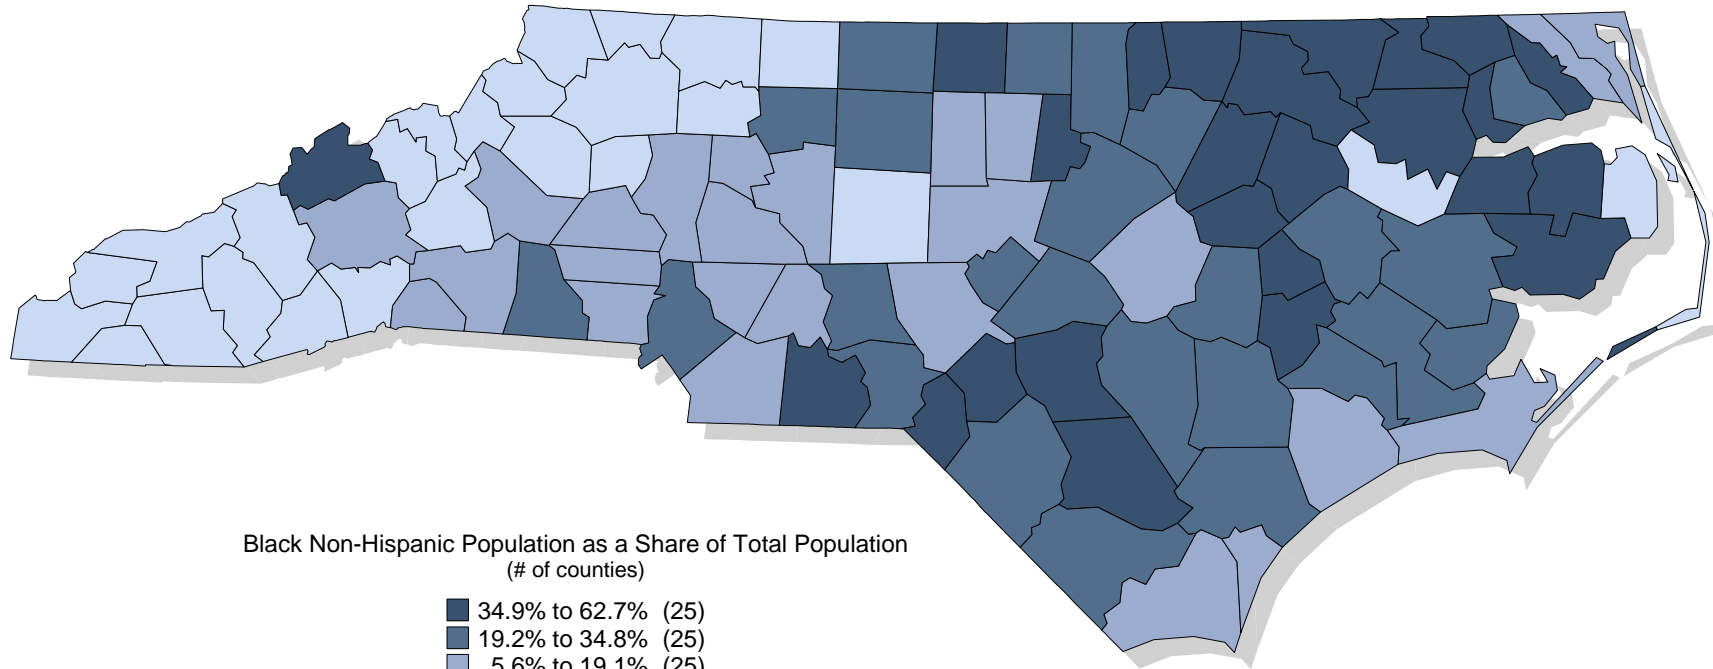 Black Non-Hispanic Population as a Share of Total Population
(# of counties)
34.9% to 62.7% (25)
19.2% to 34.8% (25)
5.6% to 19.1% (25)